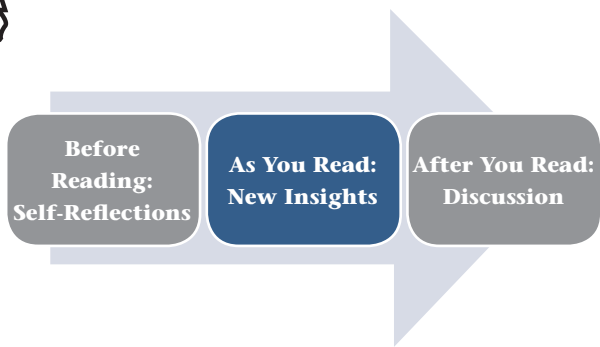 Before
Reading:
Self-Reflections
As You Read:
New Insights
After You Read:
Discussion